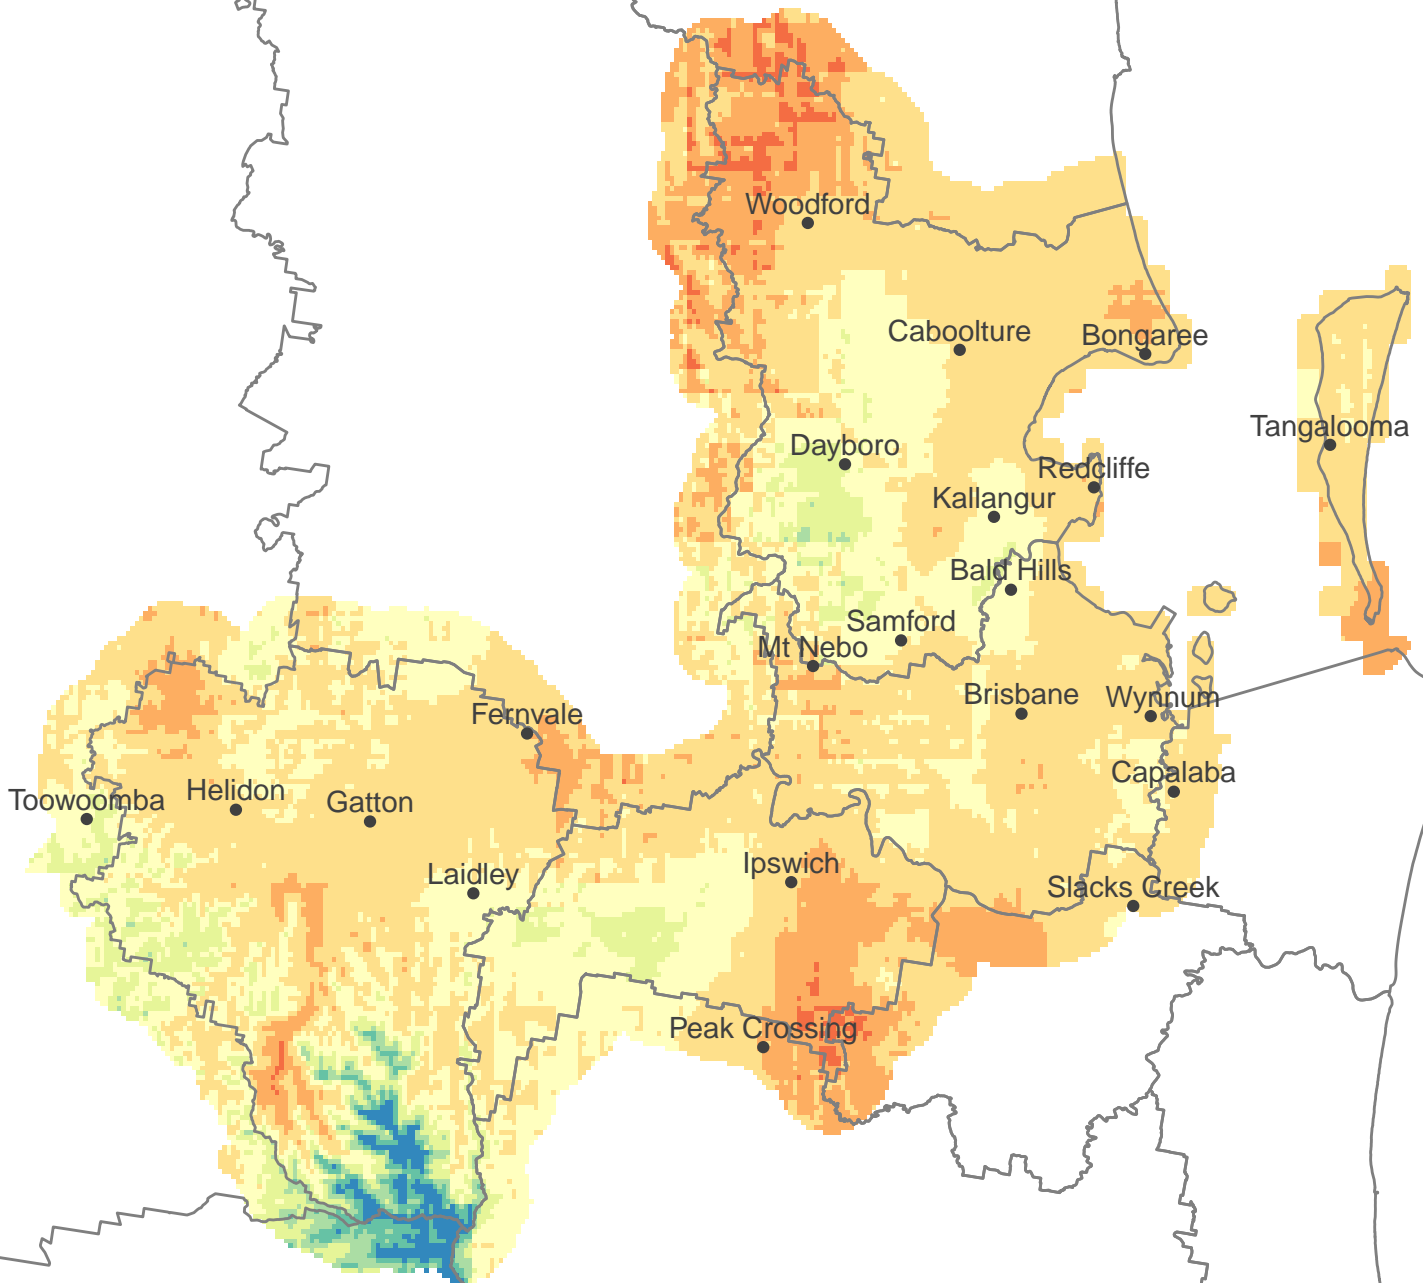 Woodford
Caboolture
Bongaree
Tangalooma
Dayboro
Redcliffe
Kallangur
Bald Hills
Samford
Mt Nebo
Brisbane
Wynnum
Fernvale
Capalaba
Toowoomba
Helidon
Gatton
Ipswich
Laidley
Slacks Creek
Peak Crossing